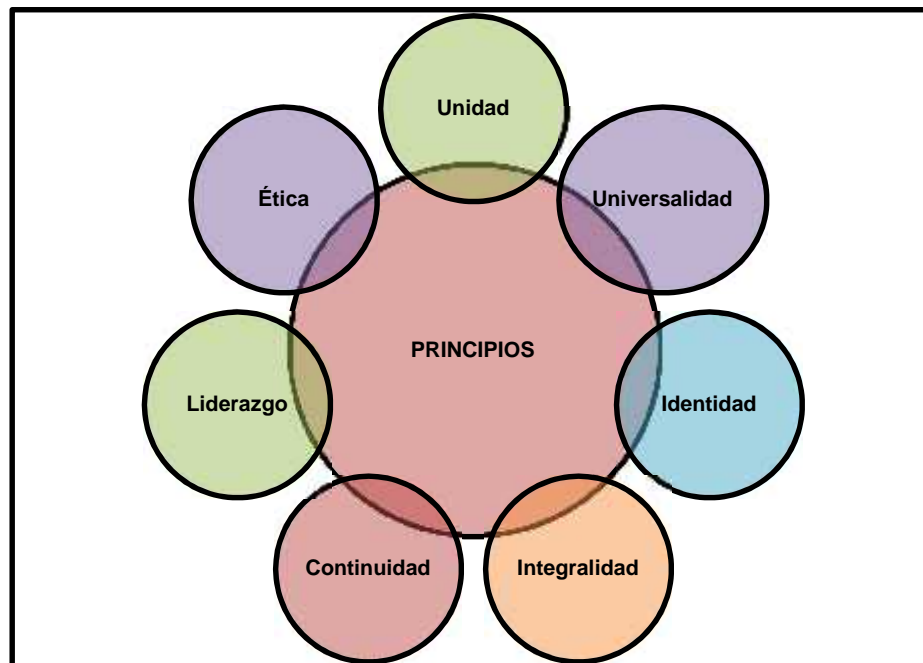 Unidad
Ética
Universalidad
PRINCIPIOS
Liderazgo
Identidad
Continuidad
Integralidad